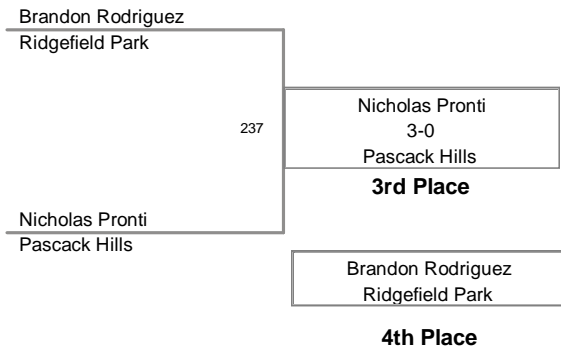 Brandon Rodriguez
Ridgefield Park
237
Nicholas Pronti
3-0
Pascack Hills
3rd Place
Nicholas Pronti
Pascack Hills
Brandon Rodriguez
Ridgefield Park
4th Place